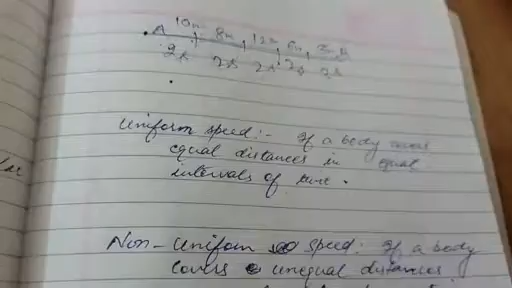 A 10m 8m 12m 6m B
2s 2s 2s 2s 2s
Uniform speed:- If a body covers
equal distances in equal
intervals of time.
Non-uniform speed: If a body
covers unequal distances